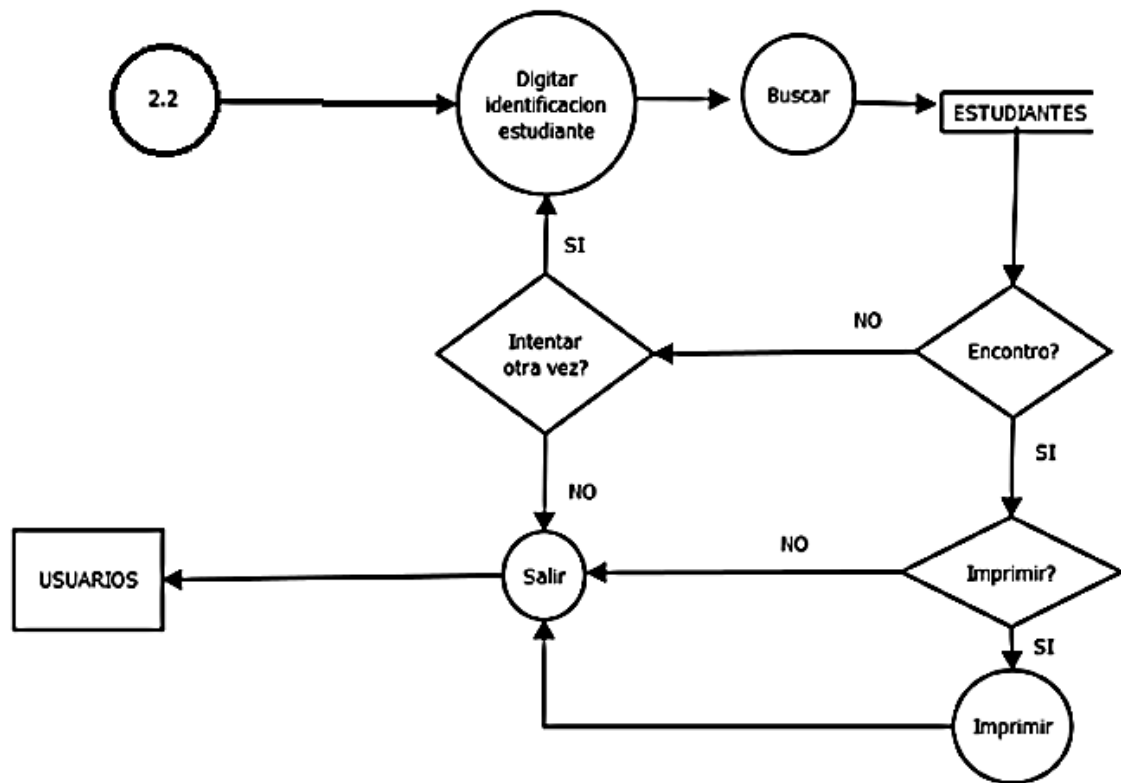 2.2
Digitar
identificacion
estudiante
Buscar
ESTUDIANTES
SI
NO
Intentar
otra vez?
Encontro?
SI
NO
NO
USUARIOS
Salir
Imprimir?
SI
Imprimir